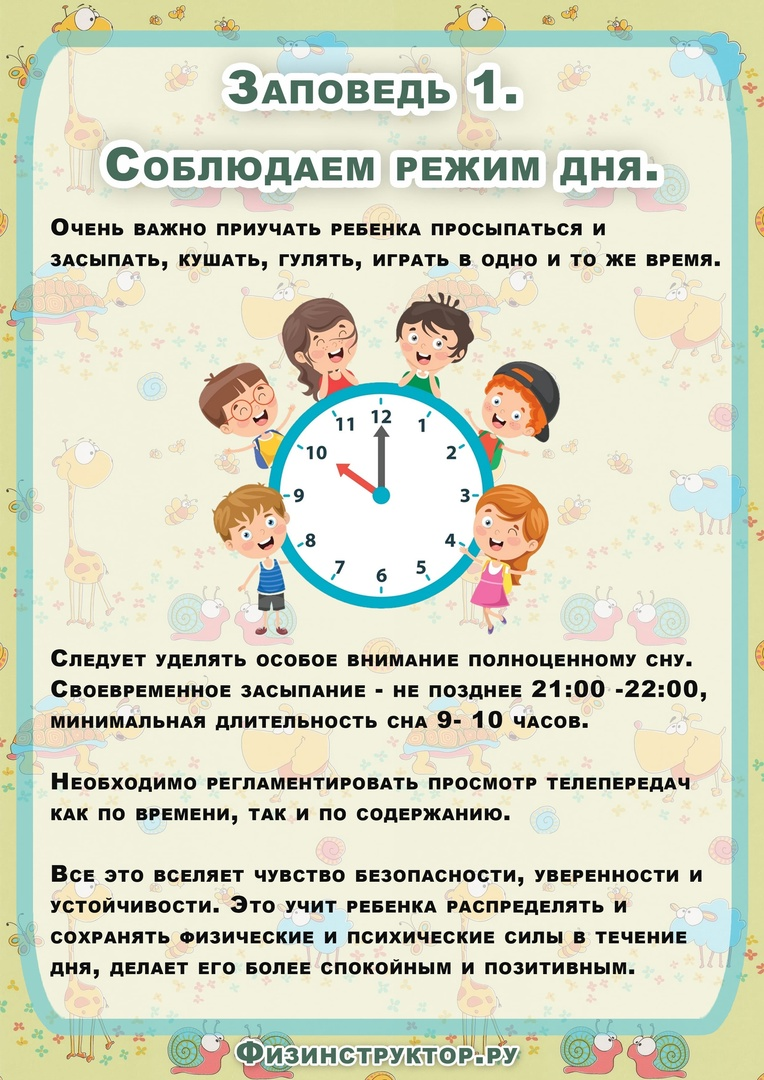 Заповедь 1.
Соблюдаем режим дня.
Очень важно приучать ребенка просыпаться и
засыпать, кушать, гулять, играть в одно и то же время.
12
11 1
10 2
9 3
8 4
7 5
6
Следует уделять особое внимание полноценному сну.
Своевременное засыпание - не позднее 21:00 -22:00,
минимальная длительность сна 9- 10 часов.
Необходимо регламентировать просмотр телепередач
как по времени, так и по содержанию.
Все это вселяет чувство безопасности, уверенности и
устойчивости. Это учит ребенка распределять и
сохранять физические и психические силы в течение
дня, делает его более спокойным и позитивным.
Физинструктор.ру